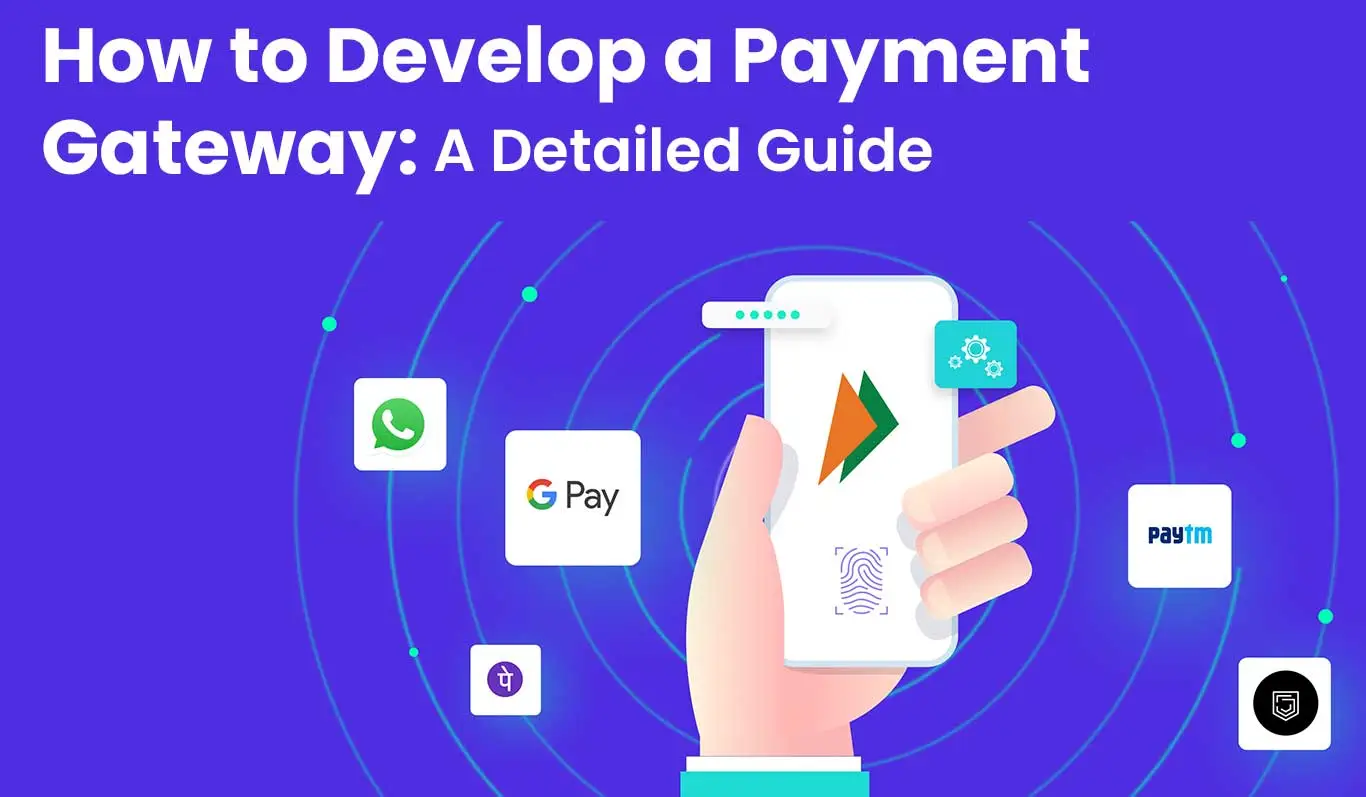 How to Develop a Payment
Gateway: A Detailed Guide
G Pay
paytm
पे